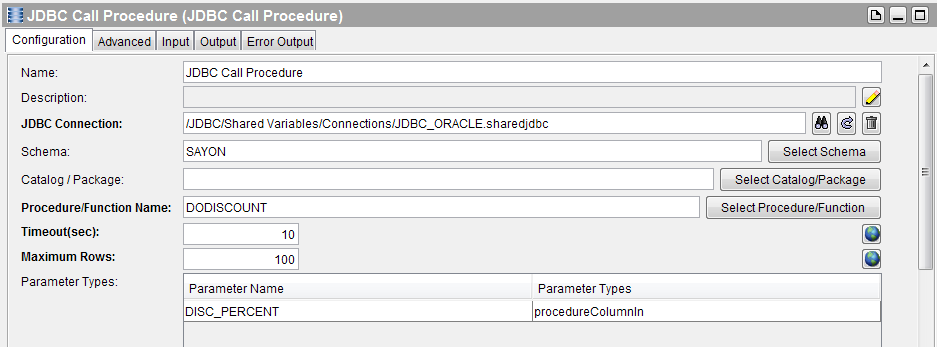 JDBC Call Procedure (JDBC Call Procedure)
Configuration Advanced Input Output Error Output
Name: JDBC Call Procedure
Description:
JDBC Connection: /JDBC/Shared Variables/Connections/JDBC_ORACLE.sharedjdbc
Schema: SAYON Select Schema
Catalog / Package: Select Catalog/Package
Procedure/Function Name: DODISCOUNT Select Procedure/Function
Timeout(sec): 10
Maximum Rows: 100
Parameter Types: Parameter Name Parameter Types
DISC_PERCENT procedureColumnIn